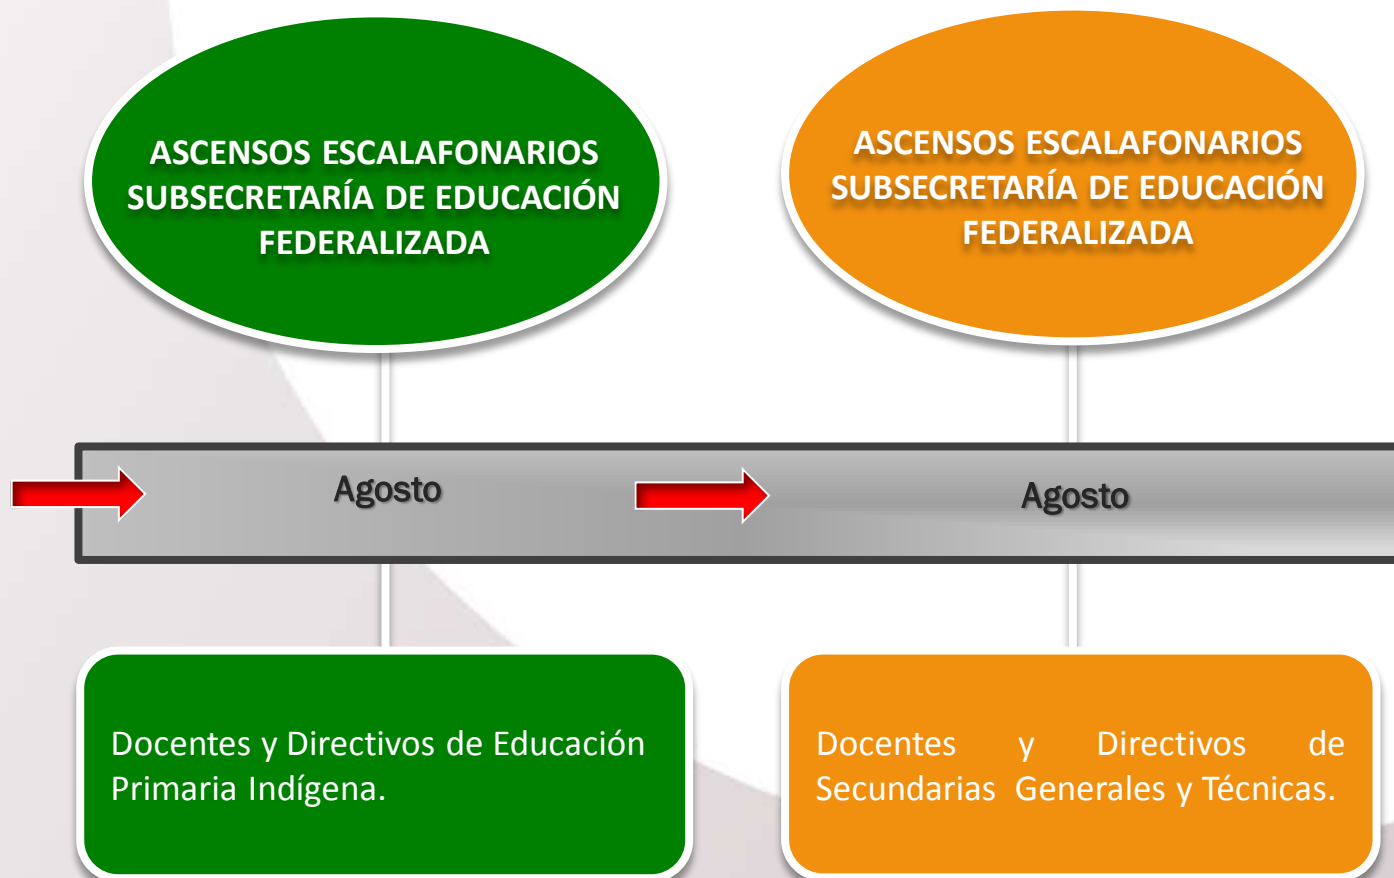 ASCENSOS ESCALAFONARIOS
SUBSECRETARÍA DE EDUCACIÓN
FEDERALIZADA
ASCENSOS ESCALAFONARIOS
SUBSECRETARÍA DE EDUCACIÓN
FEDERALIZADA
Agosto
Agosto
Docentes y Directivos de Educación
Primaria Indígena.
Docentes y Directivos de
Secundarias Generales y Técnicas.